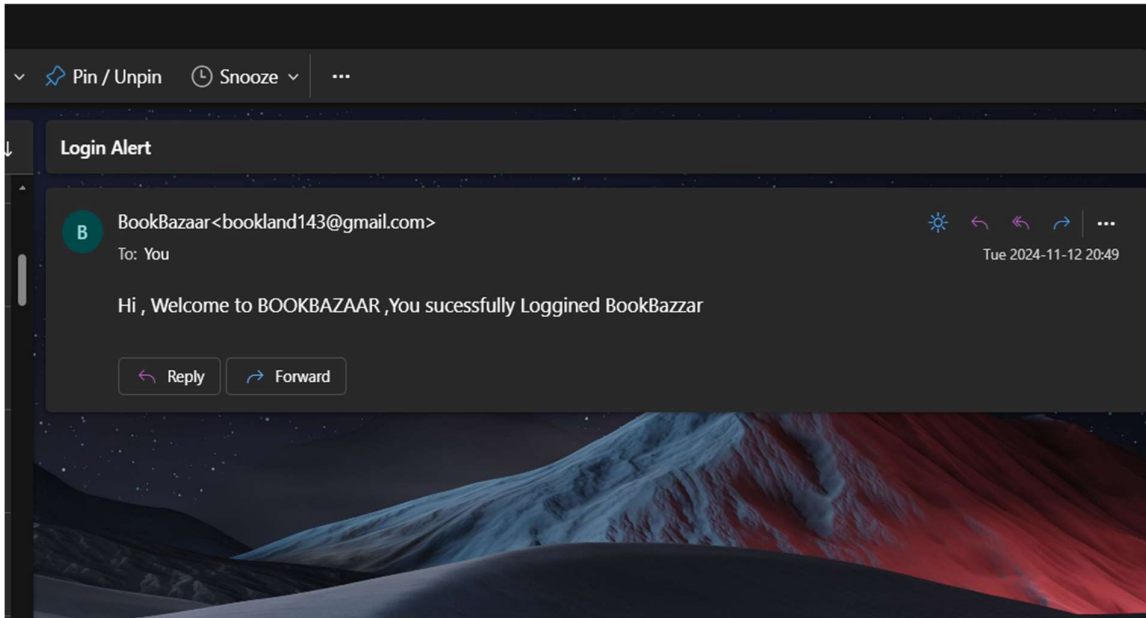 Pin / Unpin Snooze ...
Login Alert
B
BookBazaar<bookland143@gmail.com>
To: You
Tue 2024-11-12 20:49
Hi , Welcome to BOOKBAZAAR ,You sucessfully Loggined BookBazzar
Reply Forward